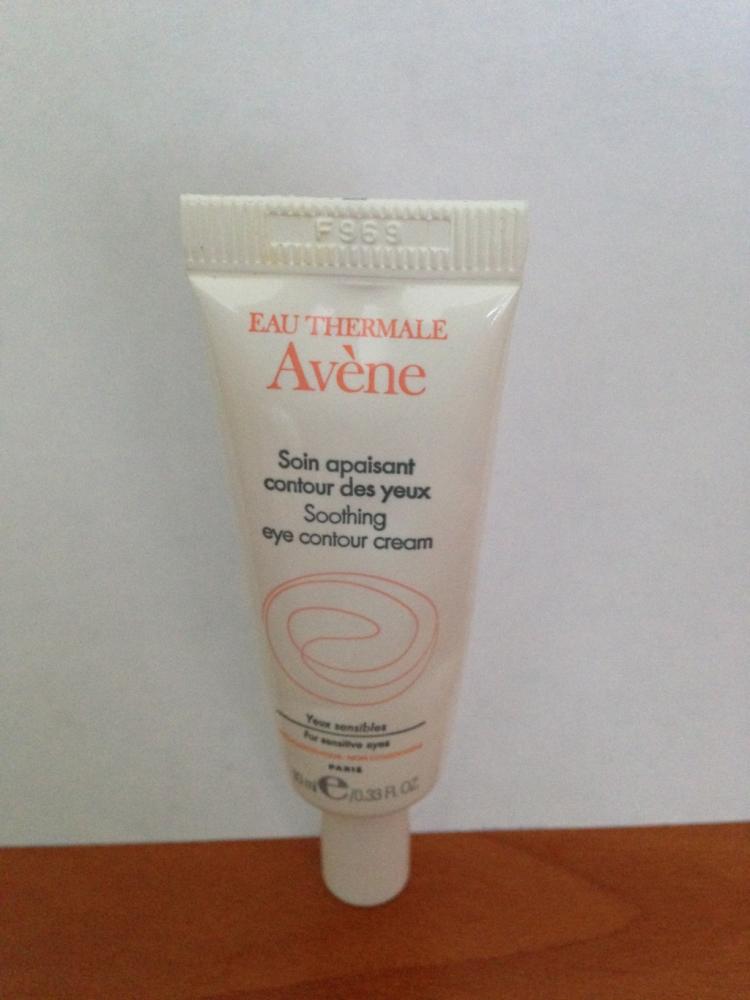 F969
EAU THERMALE
Avène
Soin apaisant
contour des yeux
Soothing
eye contour cream
Yeux sensibles
For sensitive eyes
PARIS
10 ml e/0.33 FL. OZ.